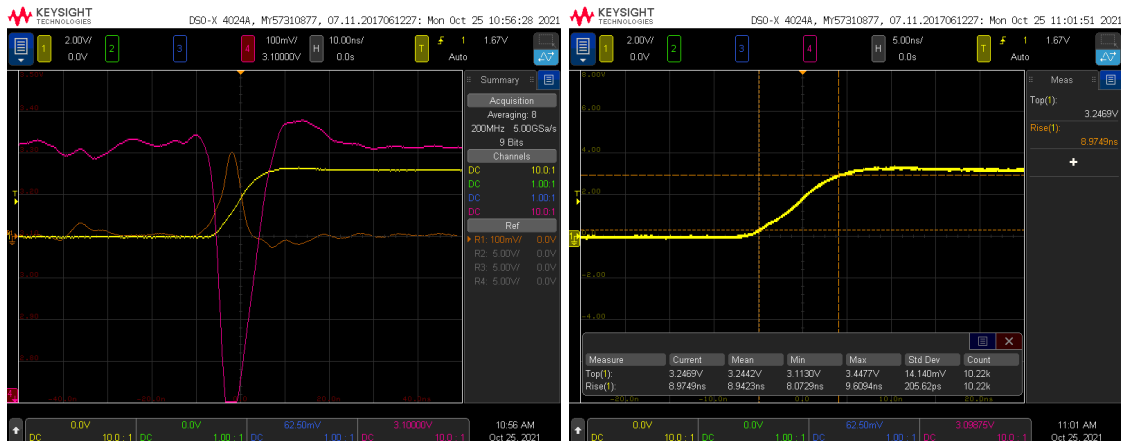 KEYSIGHT
TECHNOLOGIES
DSO-X 4024A, MY57310877, 07.11.2017061227: Mon Oct 25 10:56:28 2021
1 2.00V/ 0.0V 2 3 4 100mV/ 3.10000V H 10.00ns/ 0.0s T 1 1.67V Auto
Summary
Acquisition
Averaging: 8
200MHz 5.00GSa/s
9 Bits
Channels
DC 10.0:1
DC 1.00:1
DC 1.00:1
DC 10.0:1
Ref
R1: 100mV/ 0.0V
R2: 5.00V/ 0.0V
R3: 5.00V/ 0.0V
R4: 5.00V/ 0.0V
0.0V 0.0V 62.50mV 3.10000V 10:56 AM
DC 10.0 : 1 DC 1.00 : 1 DC 1.00 : 1 DC 10.0 : 1 Oct 25, 2021
KEYSIGHT
TECHNOLOGIES
DSO-X 4024A, MY57310877, 07.11.2017061227: Mon Oct 25 11:01:51 2021
1 2.00V/ 0.0V 2 3 4 H 5.00ns/ 0.0s T 1 1.67V Auto
8.00V
6.00
4.00
2.00
-2.00
-4.00
Meas
Top(1):
3.2469V
Rise(1):
8.9749ns
Measure Current Mean Min Max Std Dev Count
Top(1): 3.2469V 3.2442V 3.1130V 3.4477V 14.140mV 10.22k
Rise(1): 8.9749ns 8.9423ns 8.0729ns 9.6094ns 205.62ps 10.22k
-20.0n -10.0n 0.0 10.0n 20.0ns
0.0V 0.0V 62.50mV 3.09875V 11:01 AM
DC 10.0 : 1 DC 1.00 : 1 DC 1.00 : 1 DC 10.0 : 1 Oct 25, 2021